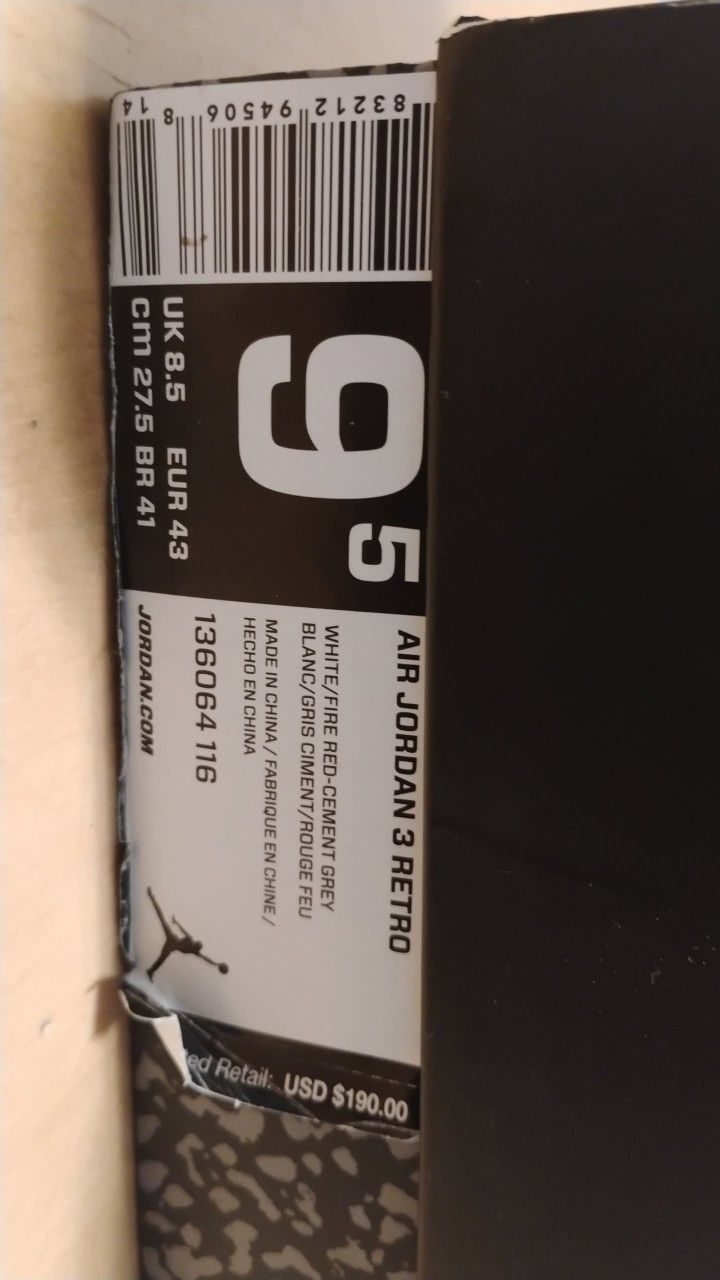 83212 94506 8 14
9 5
UK 8.5 EUR 43
cm 27.5 BR 41
AIR JORDAN 3 RETRO
WHITE/FIRE RED-CEMENT GREY
BLANC/GRIS CIMENT/ROUGE FEU
MADE IN CHINA / FABRIQUE EN CHINE /
HECHO EN CHINA
136064 116
JORDAN.COM
Retail: USD $190.00